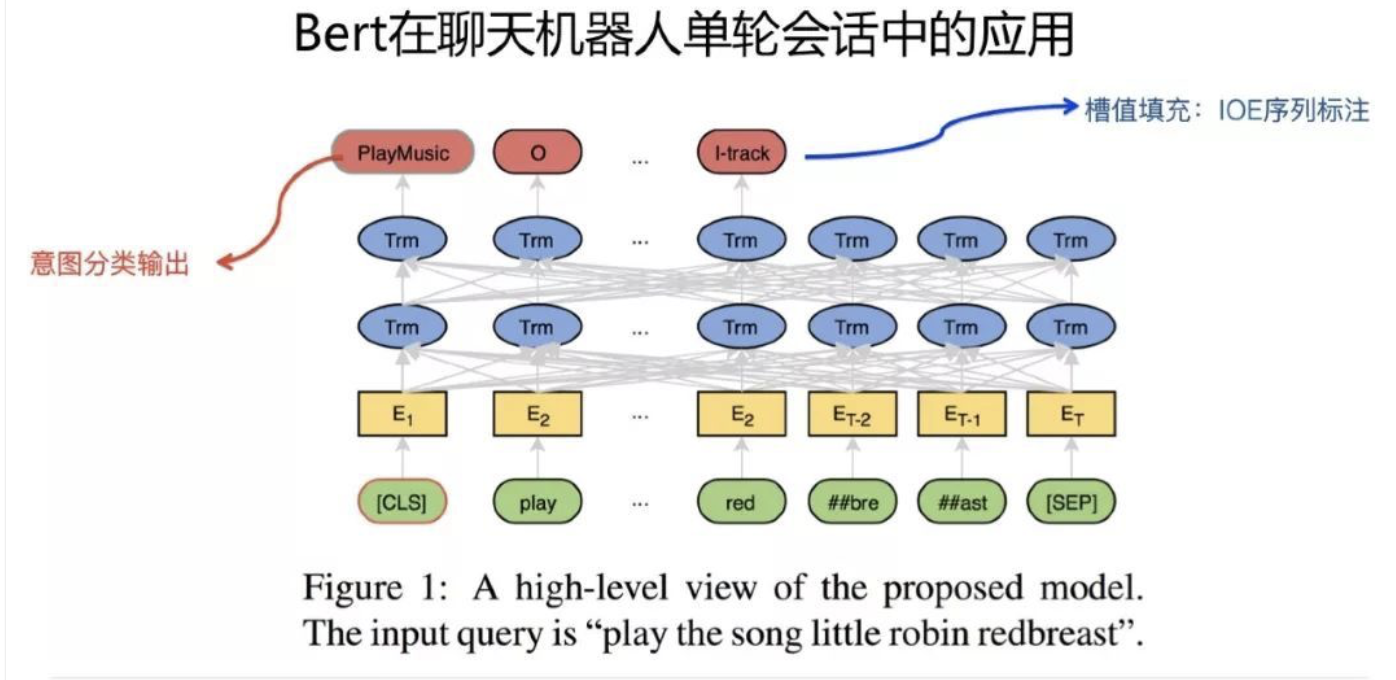 Bert在聊天机器人单轮会话中的应用
槽值填充：IOE序列标注
PlayMusic O ... I-track
意图分类输出
Trm Trm ... Trm Trm Trm Trm
Trm Trm ... Trm Trm Trm Trm
E1 E2 ... E2 ET-2 ET-1 ET
[CLS] play ... red ##bre ##ast [SEP]
Figure 1: A high-level view of the proposed model.
The input query is “play the song little robin redbreast”.